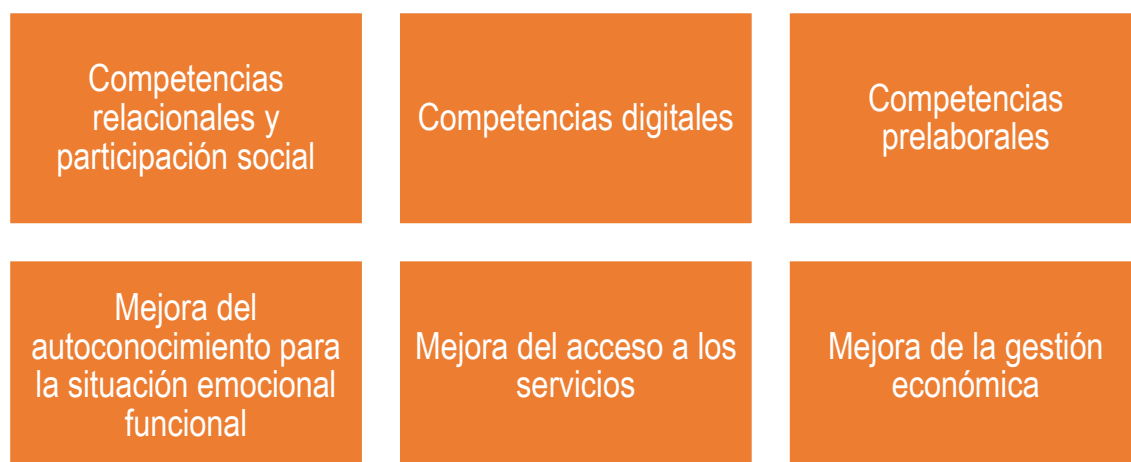 Competencias
relacionales y
participación social
Competencias digitales
Competencias
prelaborales
Mejora del
autoconocimiento para
la situación emocional
funcional
Mejora del acceso a los
servicios
Mejora de la gestión
económica